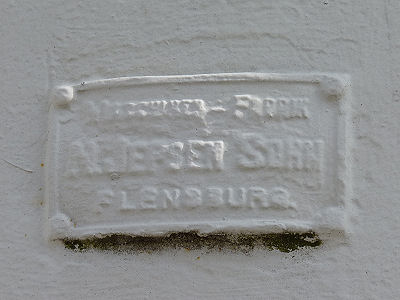 Maschinen-Fabrik
N. Jepsen Sohn
Flensburg.